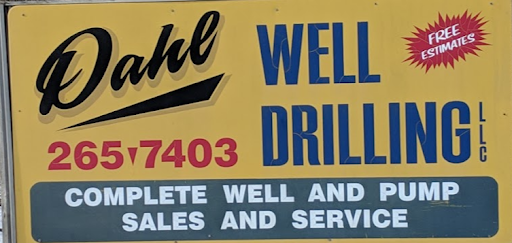 Dahl WELL DRILLING LLC
FREE ESTIMATES
265-7403
COMPLETE WELL AND PUMP
SALES AND SERVICE